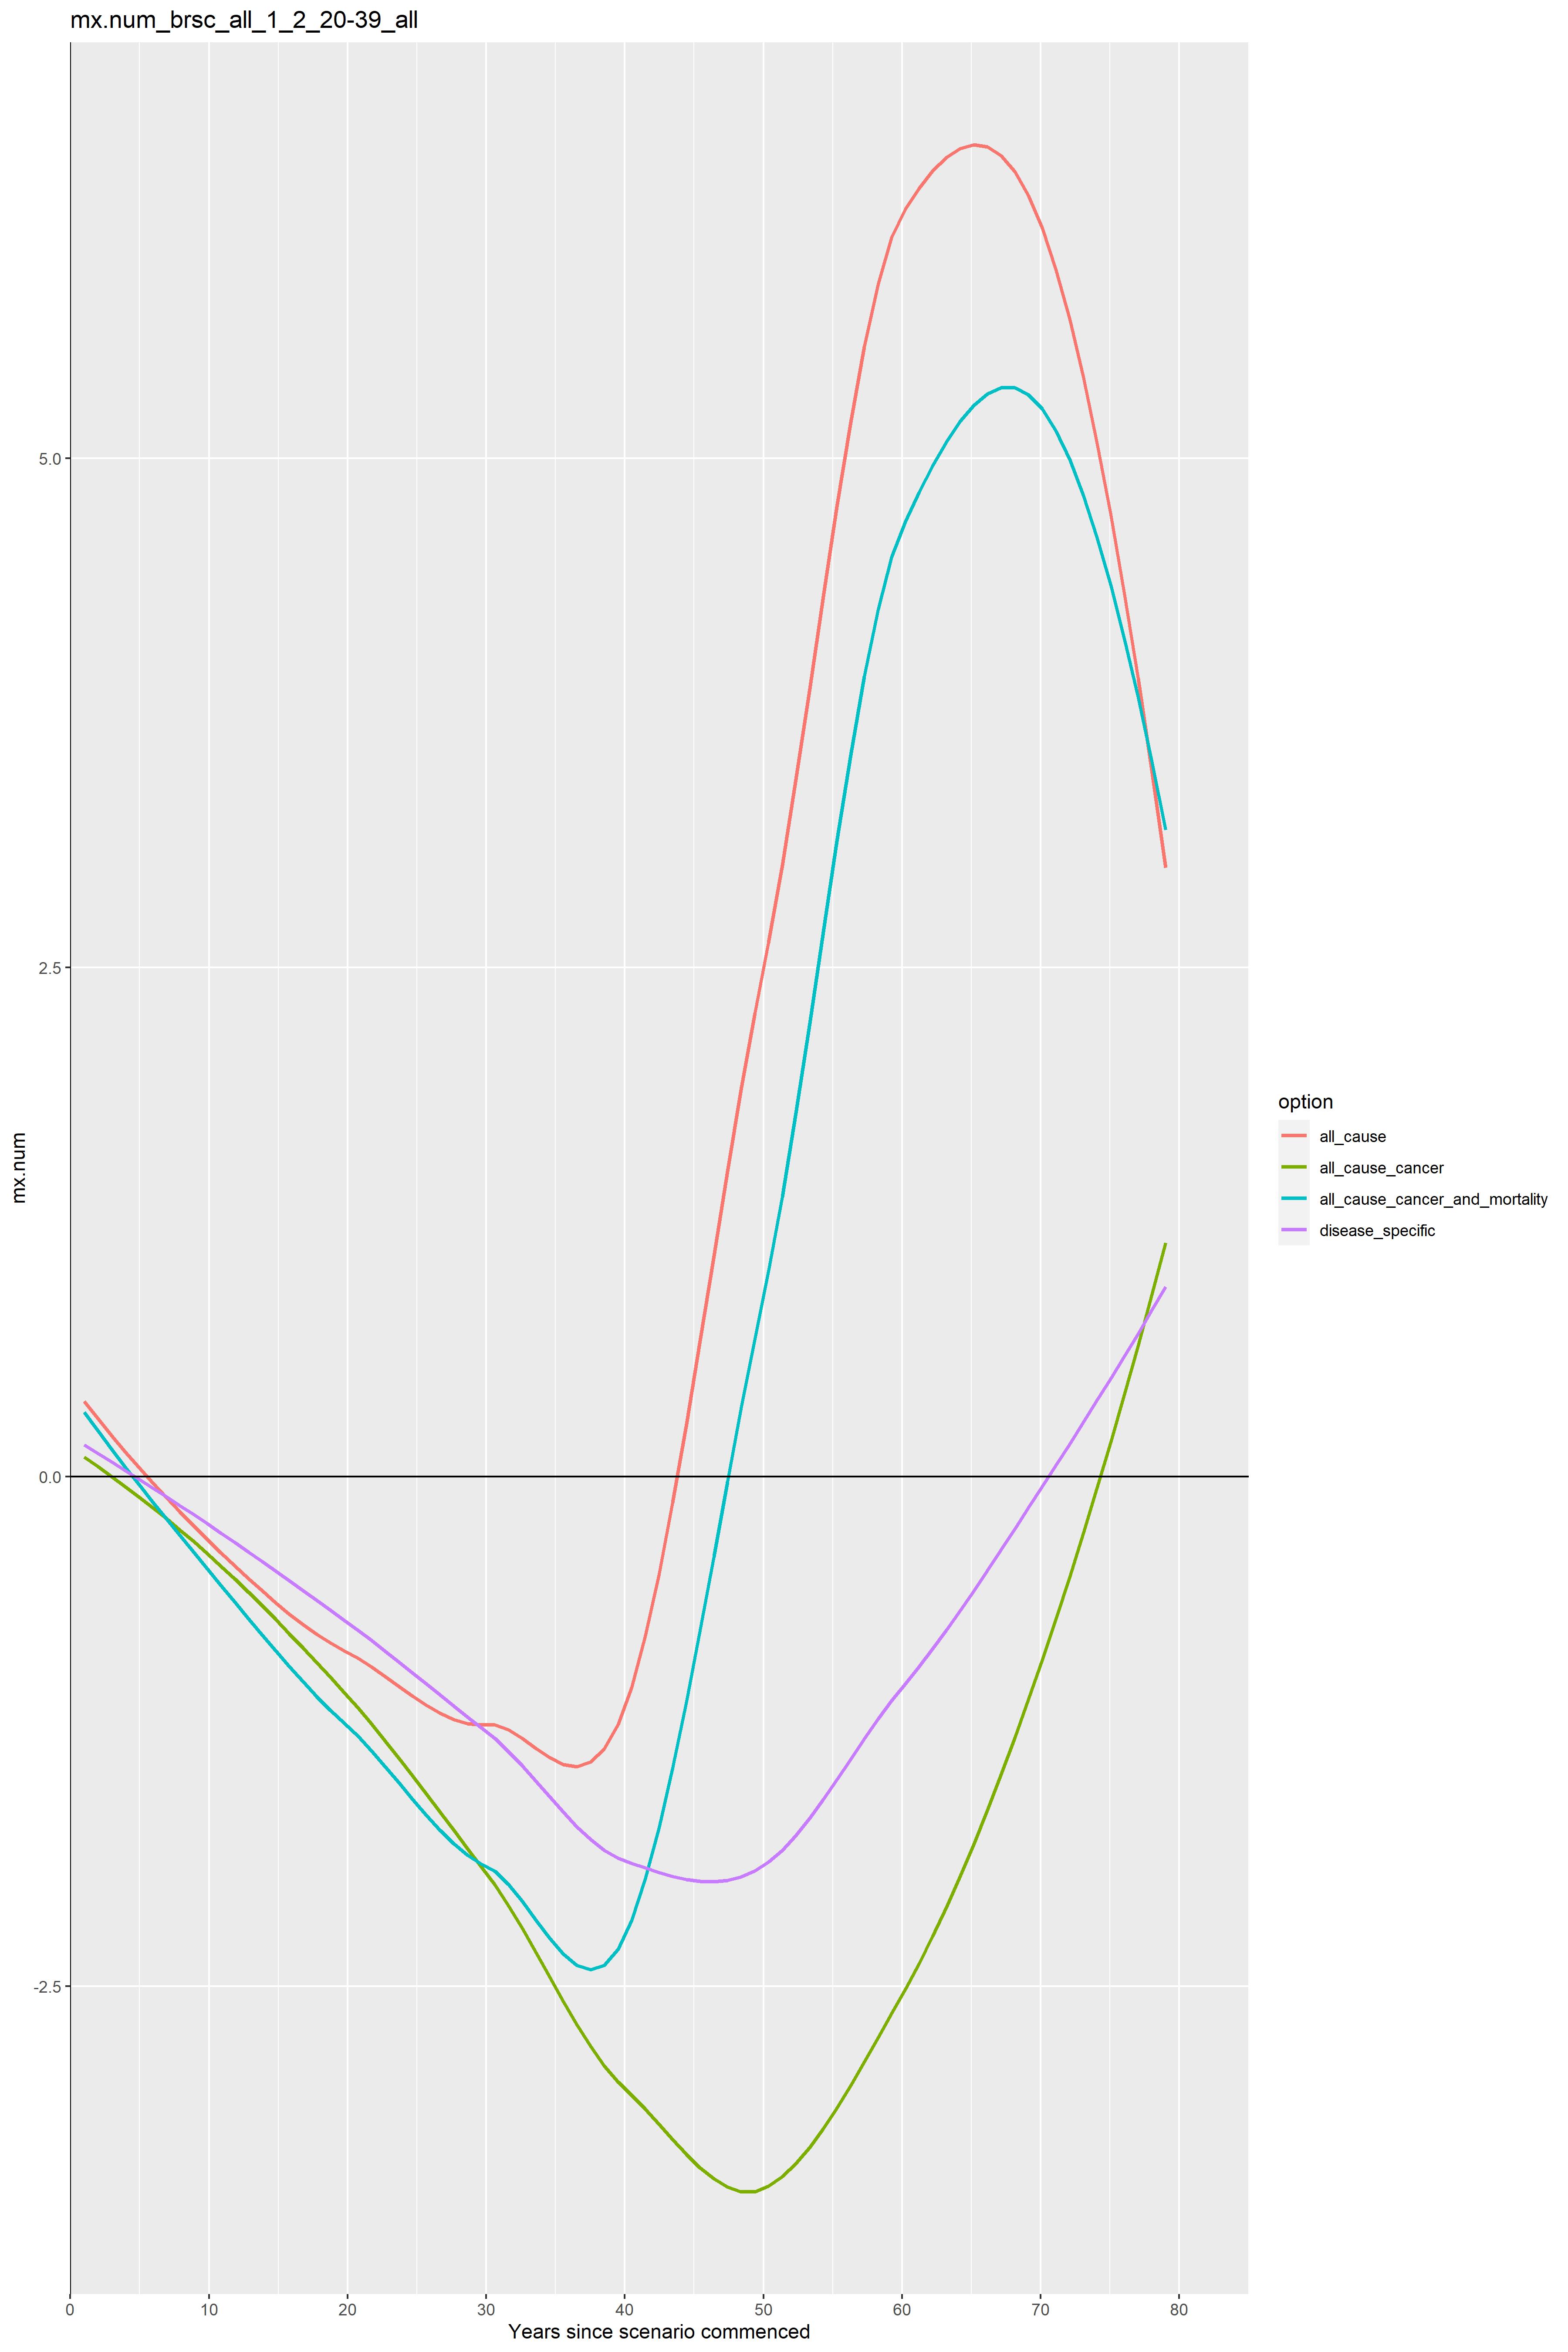 mx.num_brsc_all_1_2_20-39_all
5.0
2.5
0.0
-2.5
mx.num
0 10 20 30 40 50 60 70 80
Years since scenario commenced
option
all_cause
all_cause_cancer
all_cause_cancer_and_mortality
disease_specific